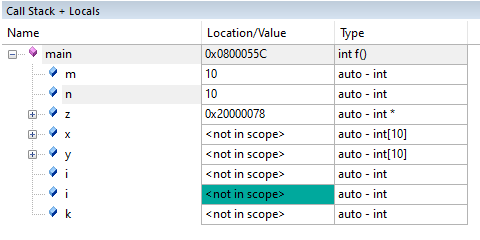 Call Stack + Locals
Name Location/Value Type
main 0x0800055C int f()
m 10 auto - int
n 10 auto - int
z 0x20000078 auto - int *
x <not in scope> auto - int[10]
y <not in scope> auto - int[10]
i <not in scope> auto - int
i <not in scope> auto - int
k <not in scope> auto - int